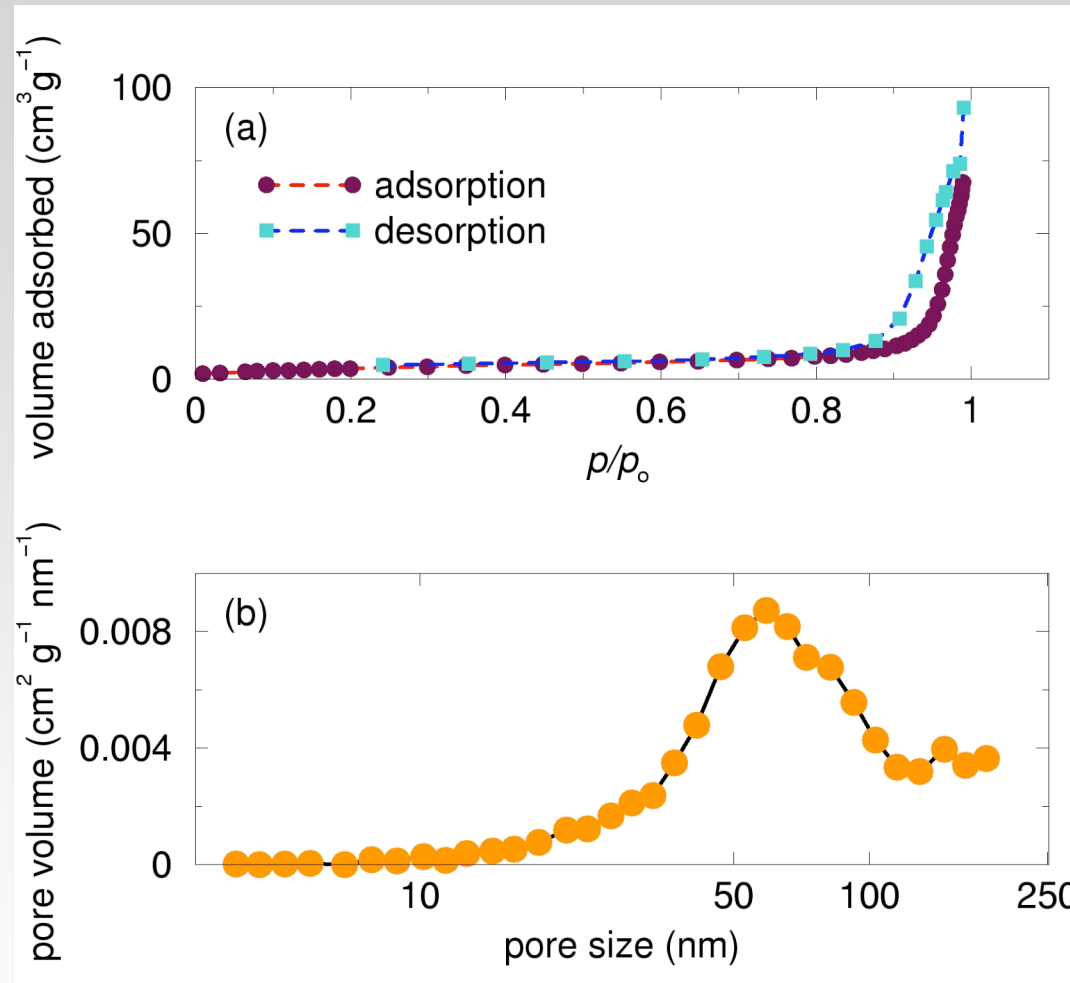 volume adsorbed (cm³g⁻¹)
100
50
0
(a)
adsorption
desorption
0 0.2 0.4 0.6 0.8 1
p/pₒ
pore volume (cm² g⁻¹ nm⁻¹)
0.008
0.004
0
(b)
10 50 100 250
pore size (nm)